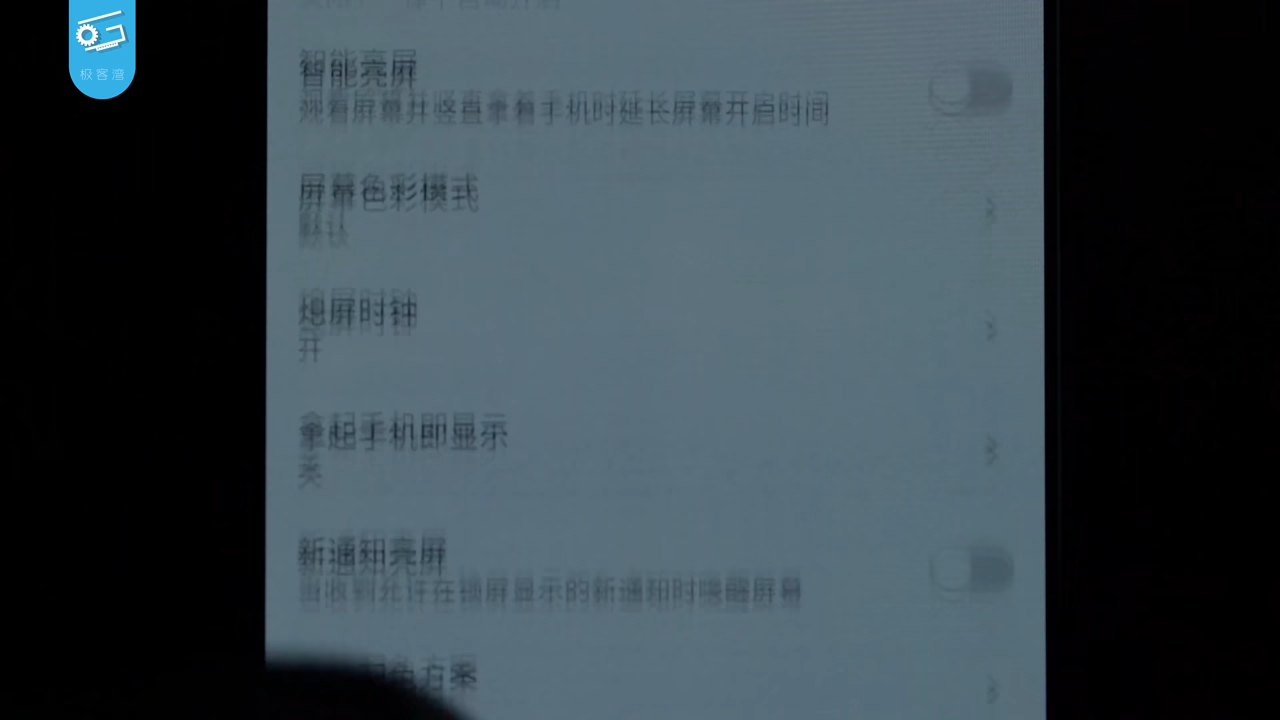 极客湾
智能亮屏
观看屏幕并竖直拿着手机时延长屏幕开启时间
屏幕色彩模式
默认
熄屏时钟
开
拿起手机即显示
关
新通知亮屏
当收到允许在锁屏显示的新通知时唤醒屏幕
色方案